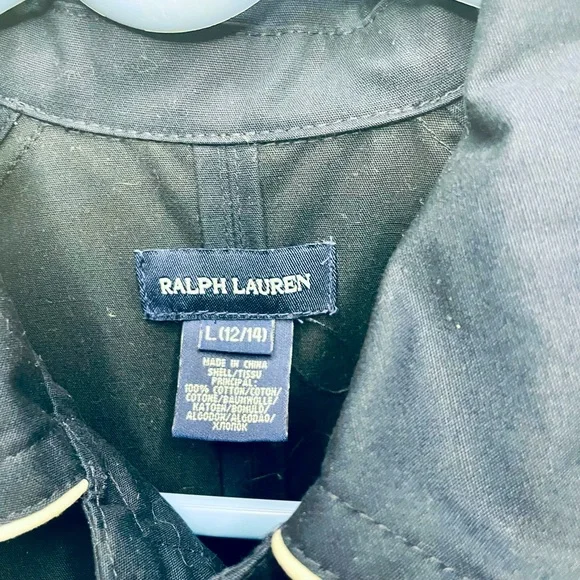 RALPH LAUREN
L (12/14)
MADE IN CHINA
SHELL/TISSU
PRINCIPAL:
100% COTTON/COTON/
COTONE/BAUMWOLLE/
KATOEN/BOMULD/
ALGODON/ALGODAO/
ХЛОПОК